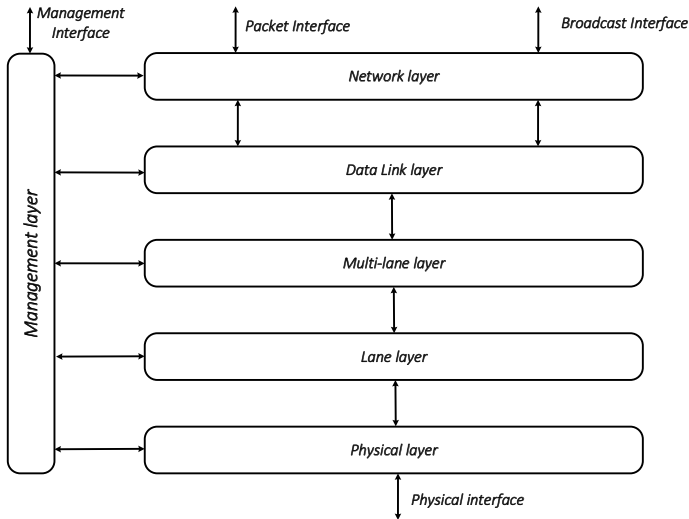 Management
Interface
Packet Interface
Broadcast Interface
Network layer
Data Link layer
Management layer
Multi-lane layer
Lane layer
Physical layer
Physical interface